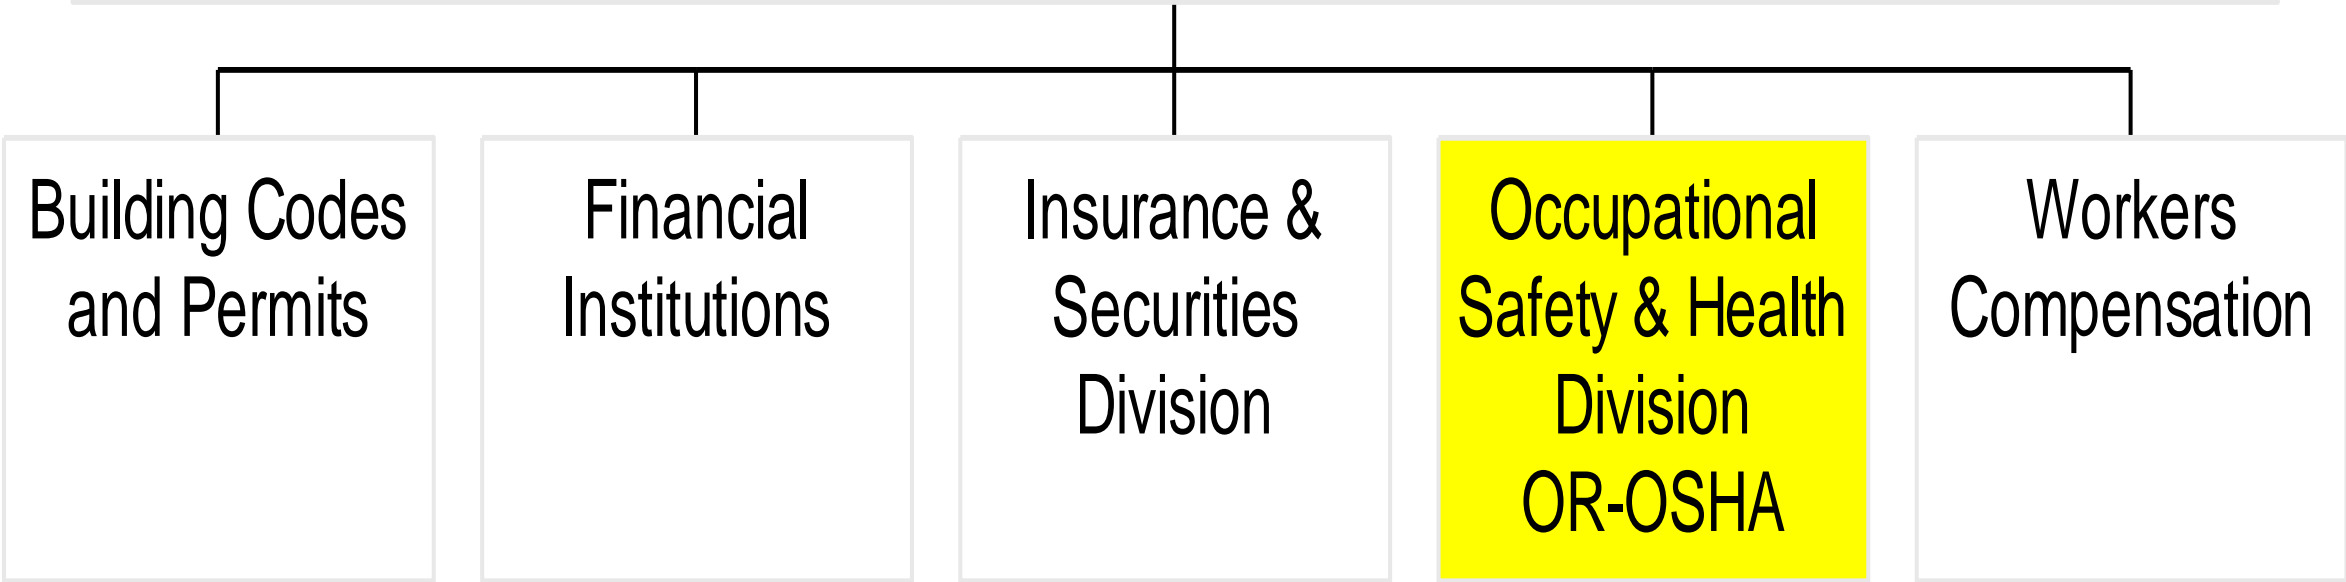 Building Codes
and Permits
Financial
Institutions
Insurance &
Securities
Division
Occupational
Safety & Health
Division
OR-OSHA
Workers
Compensation